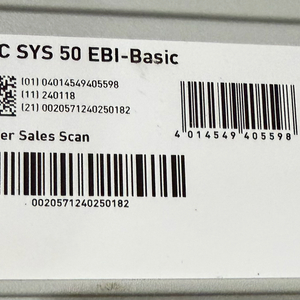 C SYS 50 EBI-Basic
(01) 04014549405598
(11) 240118
(21) 0020571240250182
er Sales Scan
4 014549 405598
0020571240250182